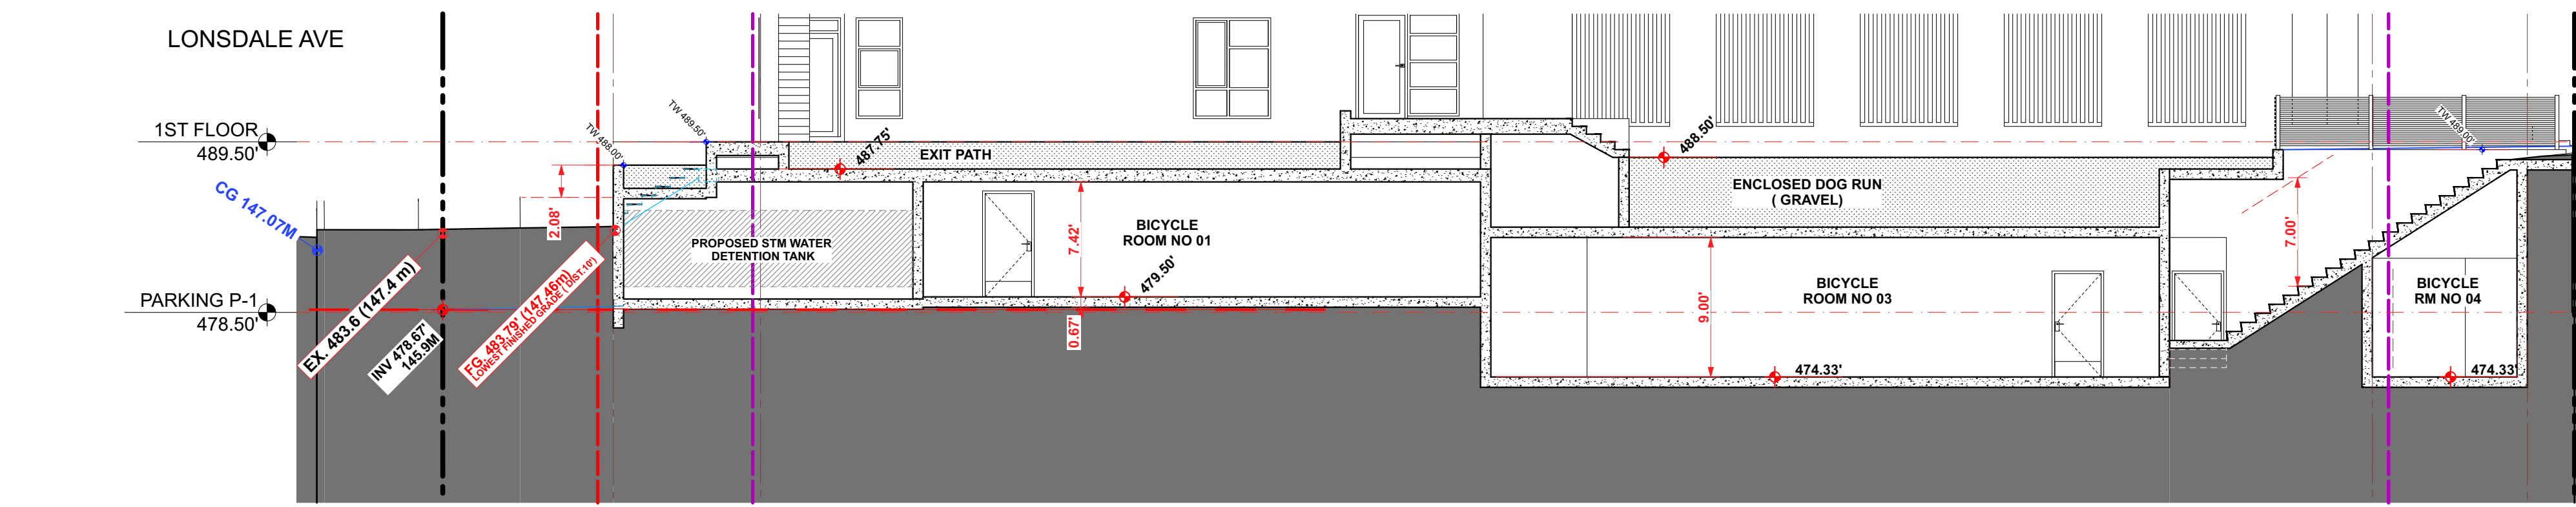 LONSDALE AVE
1ST FLOOR
489.50'
CG 147.07M
PARKING P-1
478.50'
EX. 483.6 (147.4 m)
INV 478.67'
145.9M
FG. 483.79' (147.46m)
LOWEST FINISHED GRADE ( DIST.10')
2.08'
TW 488.00'
TW 489.50'
PROPOSED STM WATER
DETENTION TANK
487.75'
EXIT PATH
7.42'
0.67'
BICYCLE
ROOM NO 01
479.50'
488.50'
ENCLOSED DOG RUN
( GRAVEL)
9.00'
BICYCLE
ROOM NO 03
474.33'
7.00'
TW 489.00'
BICYCLE
RM NO 04
474.33'